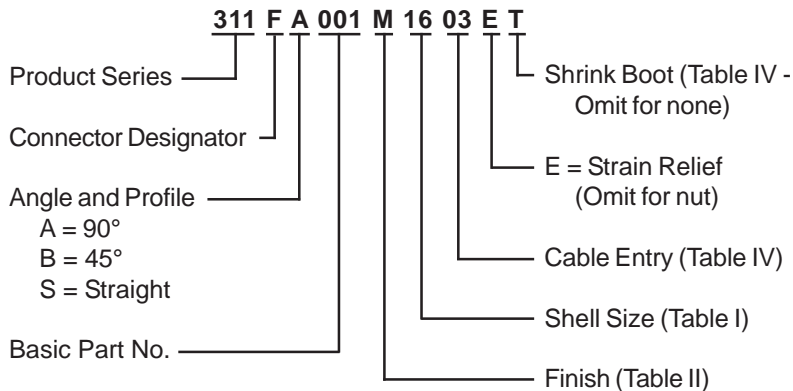 311 F A 001 M 16 03 E T
Product Series
Connector Designator
Angle and Profile
A = 90°
B = 45°
S = Straight
Basic Part No.
Shrink Boot (Table IV -
Omit for none)
E = Strain Relief
(Omit for nut)
Cable Entry (Table IV)
Shell Size (Table I)
Finish (Table II)